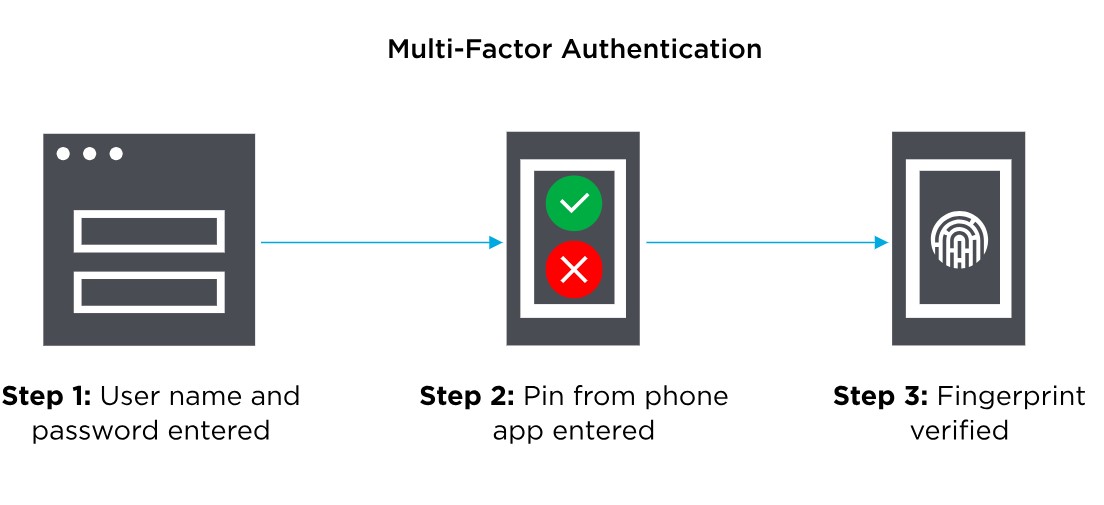 Multi-Factor Authentication
Step 1: User name and
password entered
Step 2: Pin from phone
app entered
Step 3: Fingerprint
verified